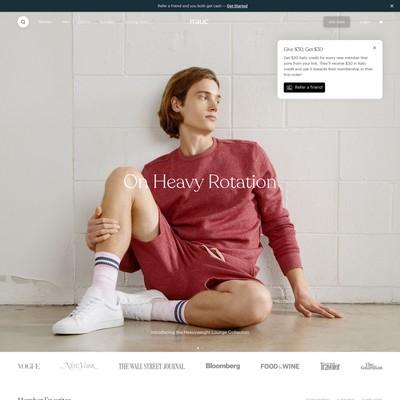 Refer a friend and you both get cash — Get Started
italic
Give $30, Get $30
Get $30 italic credit for every new member that
joins from your link. They'll receive $30 in italic
credit and use it towards their membership or their
first order!
Refer a friend
On Heavy Rotation
Introducing the Heavyweight Lounge Collection
VOGUE
NEW YORK
THE WALL STREET JOURNAL
Bloomberg
FOOD & WINE
Traveler
The Guardian
Member Favorites